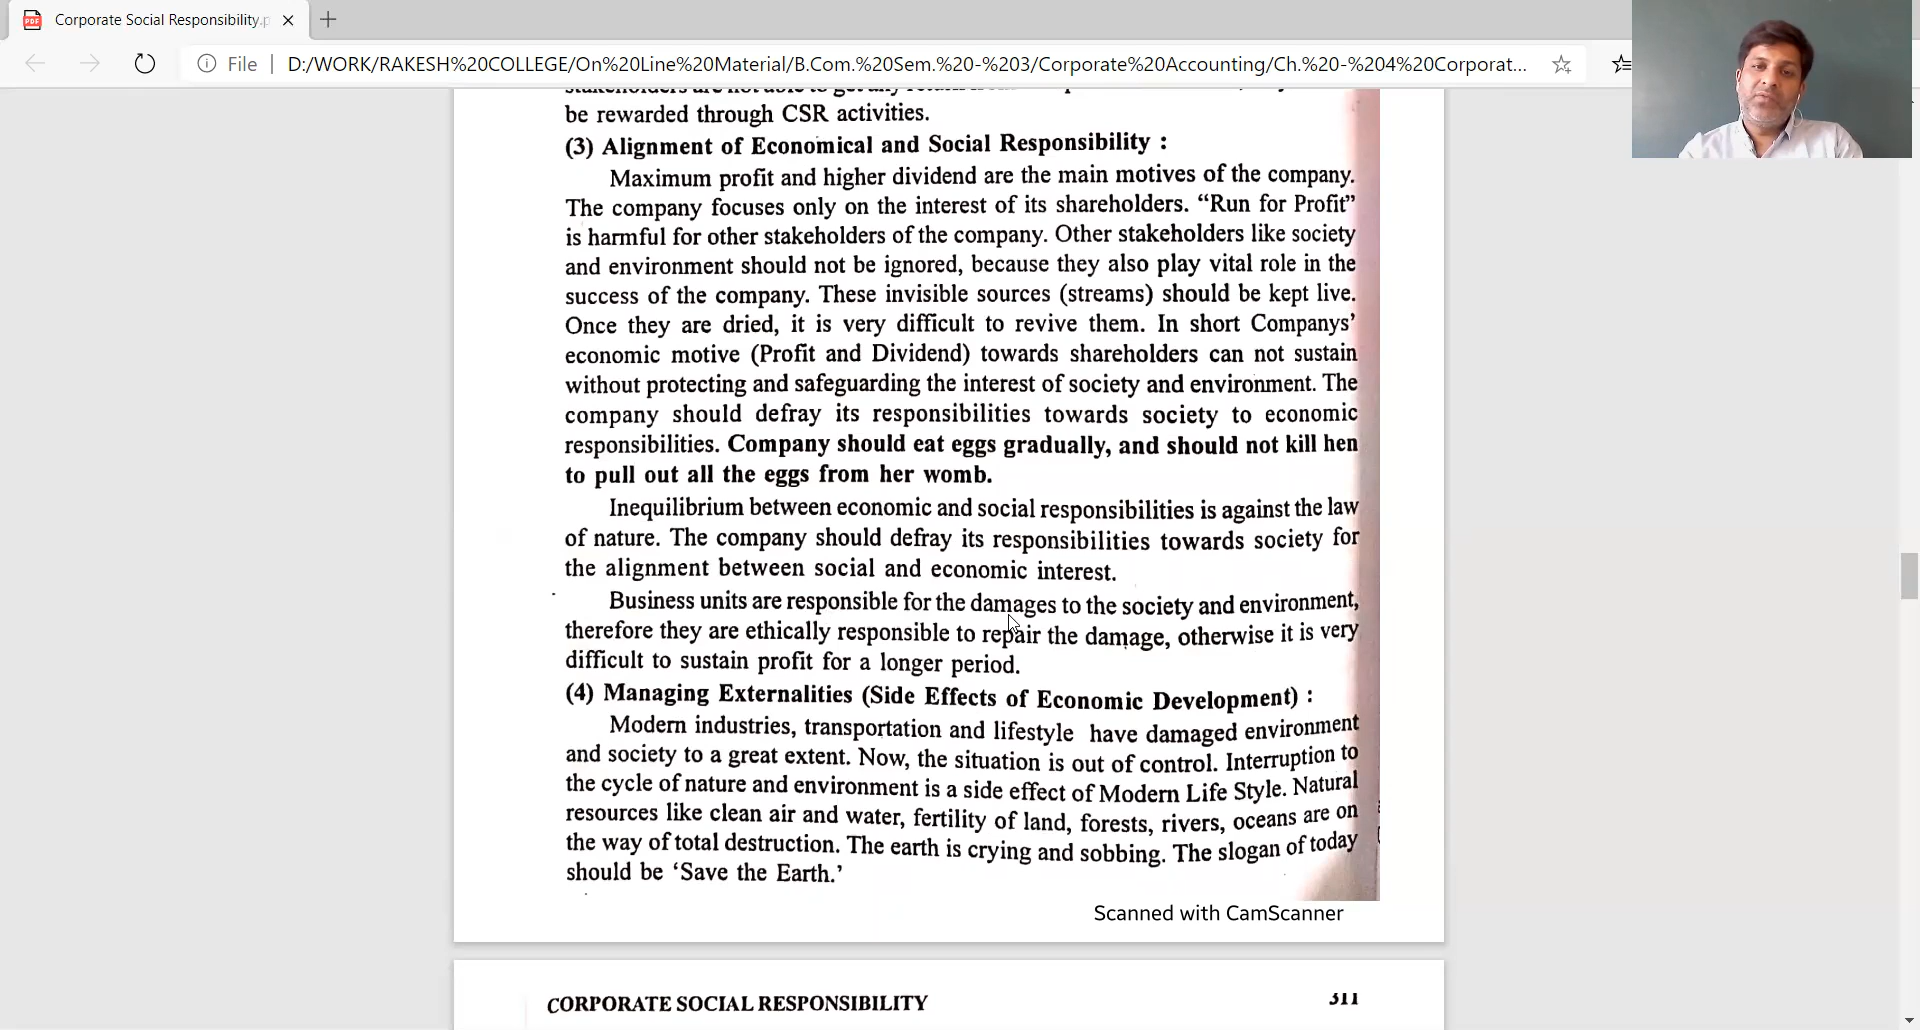 Corporate Social Responsibility.p
File
D:/WORK/RAKESH%20COLLEGE/On%20Line%20Material/B.Com.%20Sem.%20-%203/Corporate%20Accounting/Ch.%20-%204%20Corporat...
be rewarded through CSR activities.
(3) Alignment of Economical and Social Responsibility :
Maximum profit and higher dividend are the main motives of the company.
The company focuses only on the interest of its shareholders. “Run for Profit”
is harmful for other stakeholders of the company. Other stakeholders like society
and environment should not be ignored, because they also play vital role in the
success of the company. These invisible sources (streams) should be kept live.
Once they are dried, it is very difficult to revive them. In short Companys’
economic motive (Profit and Dividend) towards shareholders can not sustain
without protecting and safeguarding the interest of society and environment. The
company should defray its responsibilities towards society to economic
responsibilities. Company should eat eggs gradually, and should not kill hen
to pull out all the eggs from her womb.
Inequilibrium between economic and social responsibilities is against the law
of nature. The company should defray its responsibilities towards society for
the alignment between social and economic interest.
Business units are responsible for the damages to the society and environment,
therefore they are ethically responsible to repair the damage, otherwise it is very
difficult to sustain profit for a longer period.
(4) Managing Externalities (Side Effects of Economic Development) :
Modern industries, transportation and lifestyle have damaged environment
and society to a great extent. Now, the situation is out of control. Interruption to
the cycle of nature and environment is a side effect of Modern Life Style. Natural
resources like clean air and water, fertility of land, forests, rivers, oceans are on
the way of total destruction. The earth is crying and sobbing. The slogan of today
should be ‘Save the Earth.’
Scanned with CamScanner
CORPORATE SOCIAL RESPONSIBILITY 311